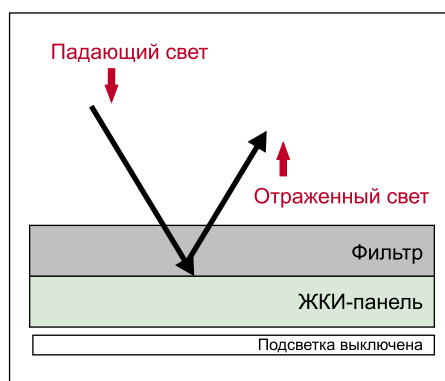 Падающий свет
Отраженный свет
Фильтр
ЖКИ-панель
Подсветка выключена